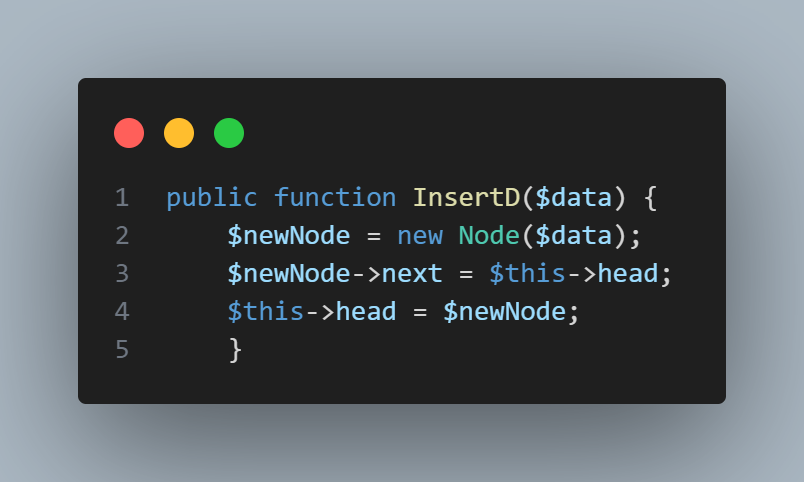 1 public function InsertD($data) {
2     $newNode = new Node($data);
3     $newNode->next = $this->head;
4     $this->head = $newNode;
5     }